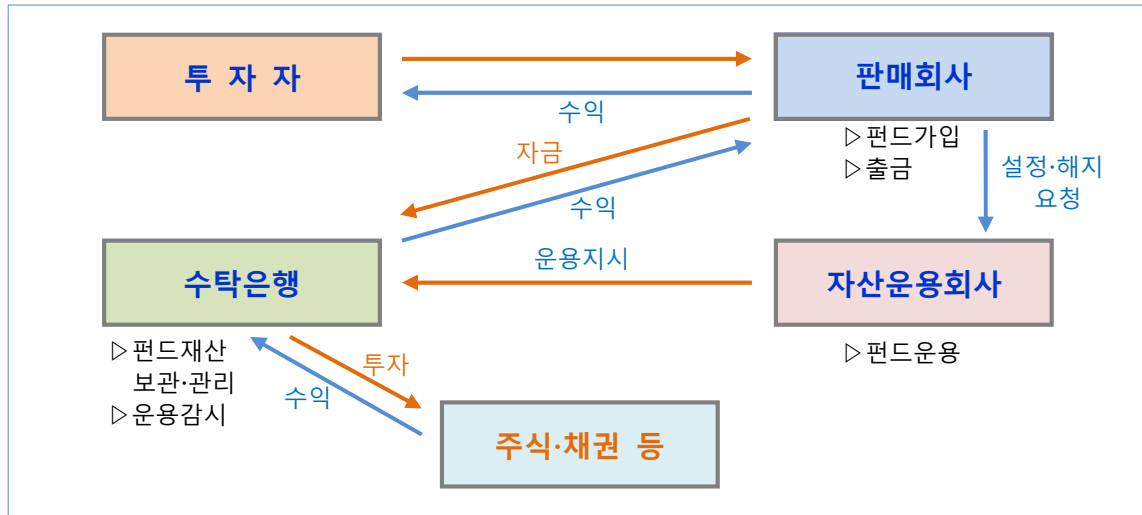 투 자 자
판매회사
수익
▷펀드가입
▷출금
자금
설정·해지
요청
수익
운용지시
수탁은행
자산운용회사
▷펀드재산
보관·관리
▷운용감시
투자
수익
▷펀드운용
주식·채권 등